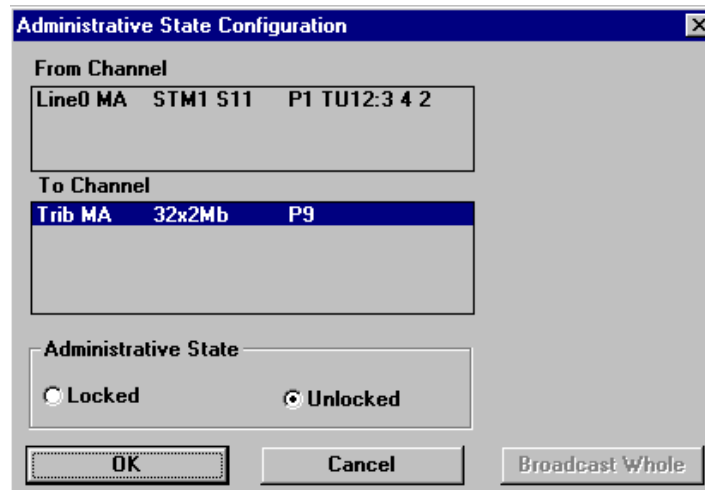 Administrative State Configuration
From Channel
Line0 MA STM1 S11 P1 TU12:3 4 2
To Channel
Trib MA 32x2Mb P9
Administrative State
Locked Unlocked
OK Cancel Broadcast Whole